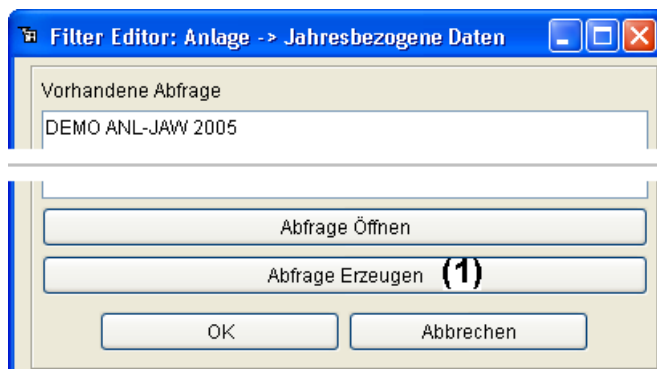 Filter Editor: Anlage -> Jahresbezogene Daten
Vorhandene Abfrage
DEMO ANL-JAW 2005
Abfrage Öffnen
Abfrage Erzeugen (1)
OK Abbrechen